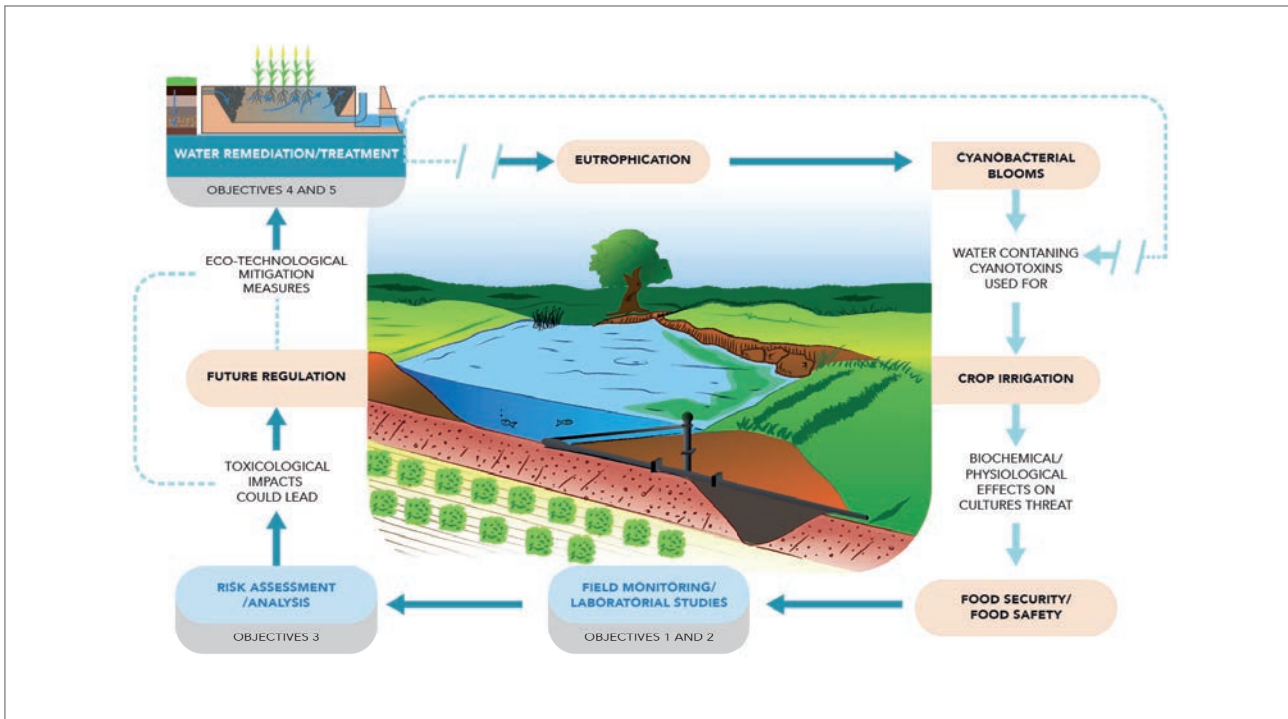 WATER REMEDIATION/TREATMENT
OBJECTIVES 4 AND 5
EUTROPHICATION
CYANOBACTERIAL
BLOOMS
WATER CONTANING
CYANOTOXINS
USED FOR
CROP IRRIGATION
BIOCHEMICAL/
PHYSIOLOGICAL
EFFECTS ON
CULTURES THREAT
FOOD SECURITY/
FOOD SAFETY
FIELD MONITORING/
LABORATORIAL STUDIES
OBJECTIVES 1 AND 2
RISK ASSESSMENT
/ANALYSIS
OBJECTIVES 3
TOXICOLOGICAL
IMPACTS
COULD LEAD
FUTURE REGULATION
ECO-TECHNOLOGICAL
MITIGATION
MEASURES